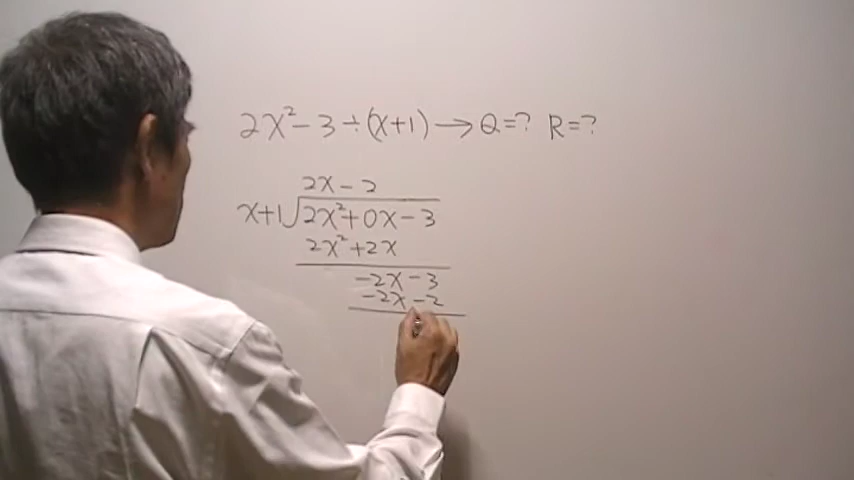 2x² - 3 ÷ (x+1) → Q=? R=?
2x - 2
x+1 2x² + 0x - 3
2x² + 2x
-2x - 3
-2x - 2